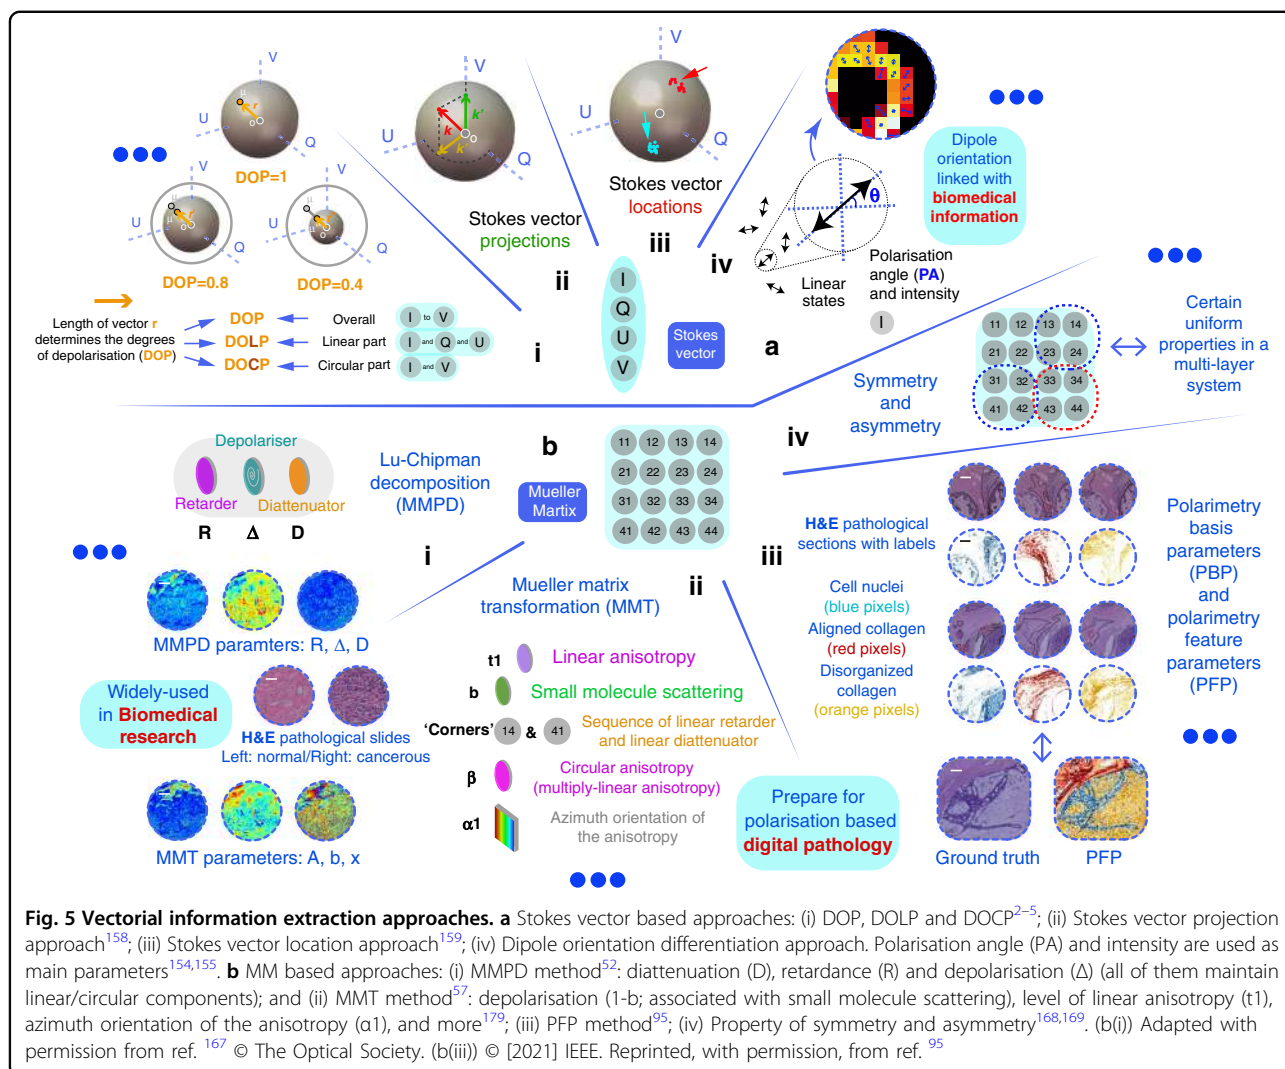 V
U
Q
μ
r
O
DOP=1
V
U
Q
μ
μ
r
O
DOP=0.8
μ
μ
r
O
Q
DOP=0.4
Length of vector r
determines the degrees
of depolarisation (DOP)
DOP
DOLP
DOCP
Overall
I to V
Linear part
I and Q and U
Circular part
I and V
i
V
U
Q
k
k'
k
O
Stokes vector
projections
ii
V
U
Q
O
Stokes vector
locations
iii
I
Q
U
V
Stokes
vector
a
iv
θ
Linear
states
Polarisation
angle (PA)
and intensity
I
Dipole
orientation
linked with
biomedical
information
11 12 13 14
21 22 23 24
31 32 33 34
41 42 43 44
Certain
uniform
properties in a
multi-layer
system
Symmetry
and
asymmetry
iv
b
Mueller
Martix
11 12 13 14
21 22 23 24
31 32 33 34
41 42 43 44
Depolariser
Retarder
Diattenuator
R Δ D
Lu-Chipman
decomposition
(MMPD)
i
MMPD paramters: R, Δ, D
Widely-used
in Biomedical
research
H&E pathological slides
Left: normal/Right: cancerous
MMT parameters: A, b, x
Mueller matrix
transformation (MMT)
ii
t1
Linear anisotropy
b
Small molecule scattering
'Corners' 14 & 41
Sequence of linear retarder
and linear diattenuator
β
Circular anisotropy
(multiply-linear anisotropy)
α1
Azimuth orientation of
the anisotropy
Prepare for
polarisation based
digital pathology
iii
H&E pathological
sections with labels
Cell nuclei
(blue pixels)
Aligned collagen
(red pixels)
Disorganized
collagen
(orange pixels)
Polarimetry
basis
parameters
(PBP)
and
polarimetry
feature
parameters
(PFP)
Ground truth
PFP
Fig. 5 Vectorial information extraction approaches. a Stokes vector based approaches: (i) DOP, DOLP and DOCP2–5; (ii) Stokes vector projection
approach158; (iii) Stokes vector location approach159; (iv) Dipole orientation differentiation approach. Polarisation angle (PA) and intensity are used as
main parameters154,155. b MM based approaches: (i) MMPD method52: diattenuation (D), retardance (R) and depolarisation (Δ) (all of them maintain
linear/circular components); and (ii) MMT method57: depolarisation (1-b; associated with small molecule scattering), level of linear anisotropy (t1),
azimuth orientation of the anisotropy (α1), and more179; (iii) PFP method95; (iv) Property of symmetry and asymmetry168,169. (b(i)) Adapted with
permission from ref. 167 © The Optical Society. (b(iii)) © [2021] IEEE. Reprinted, with permission, from ref. 95